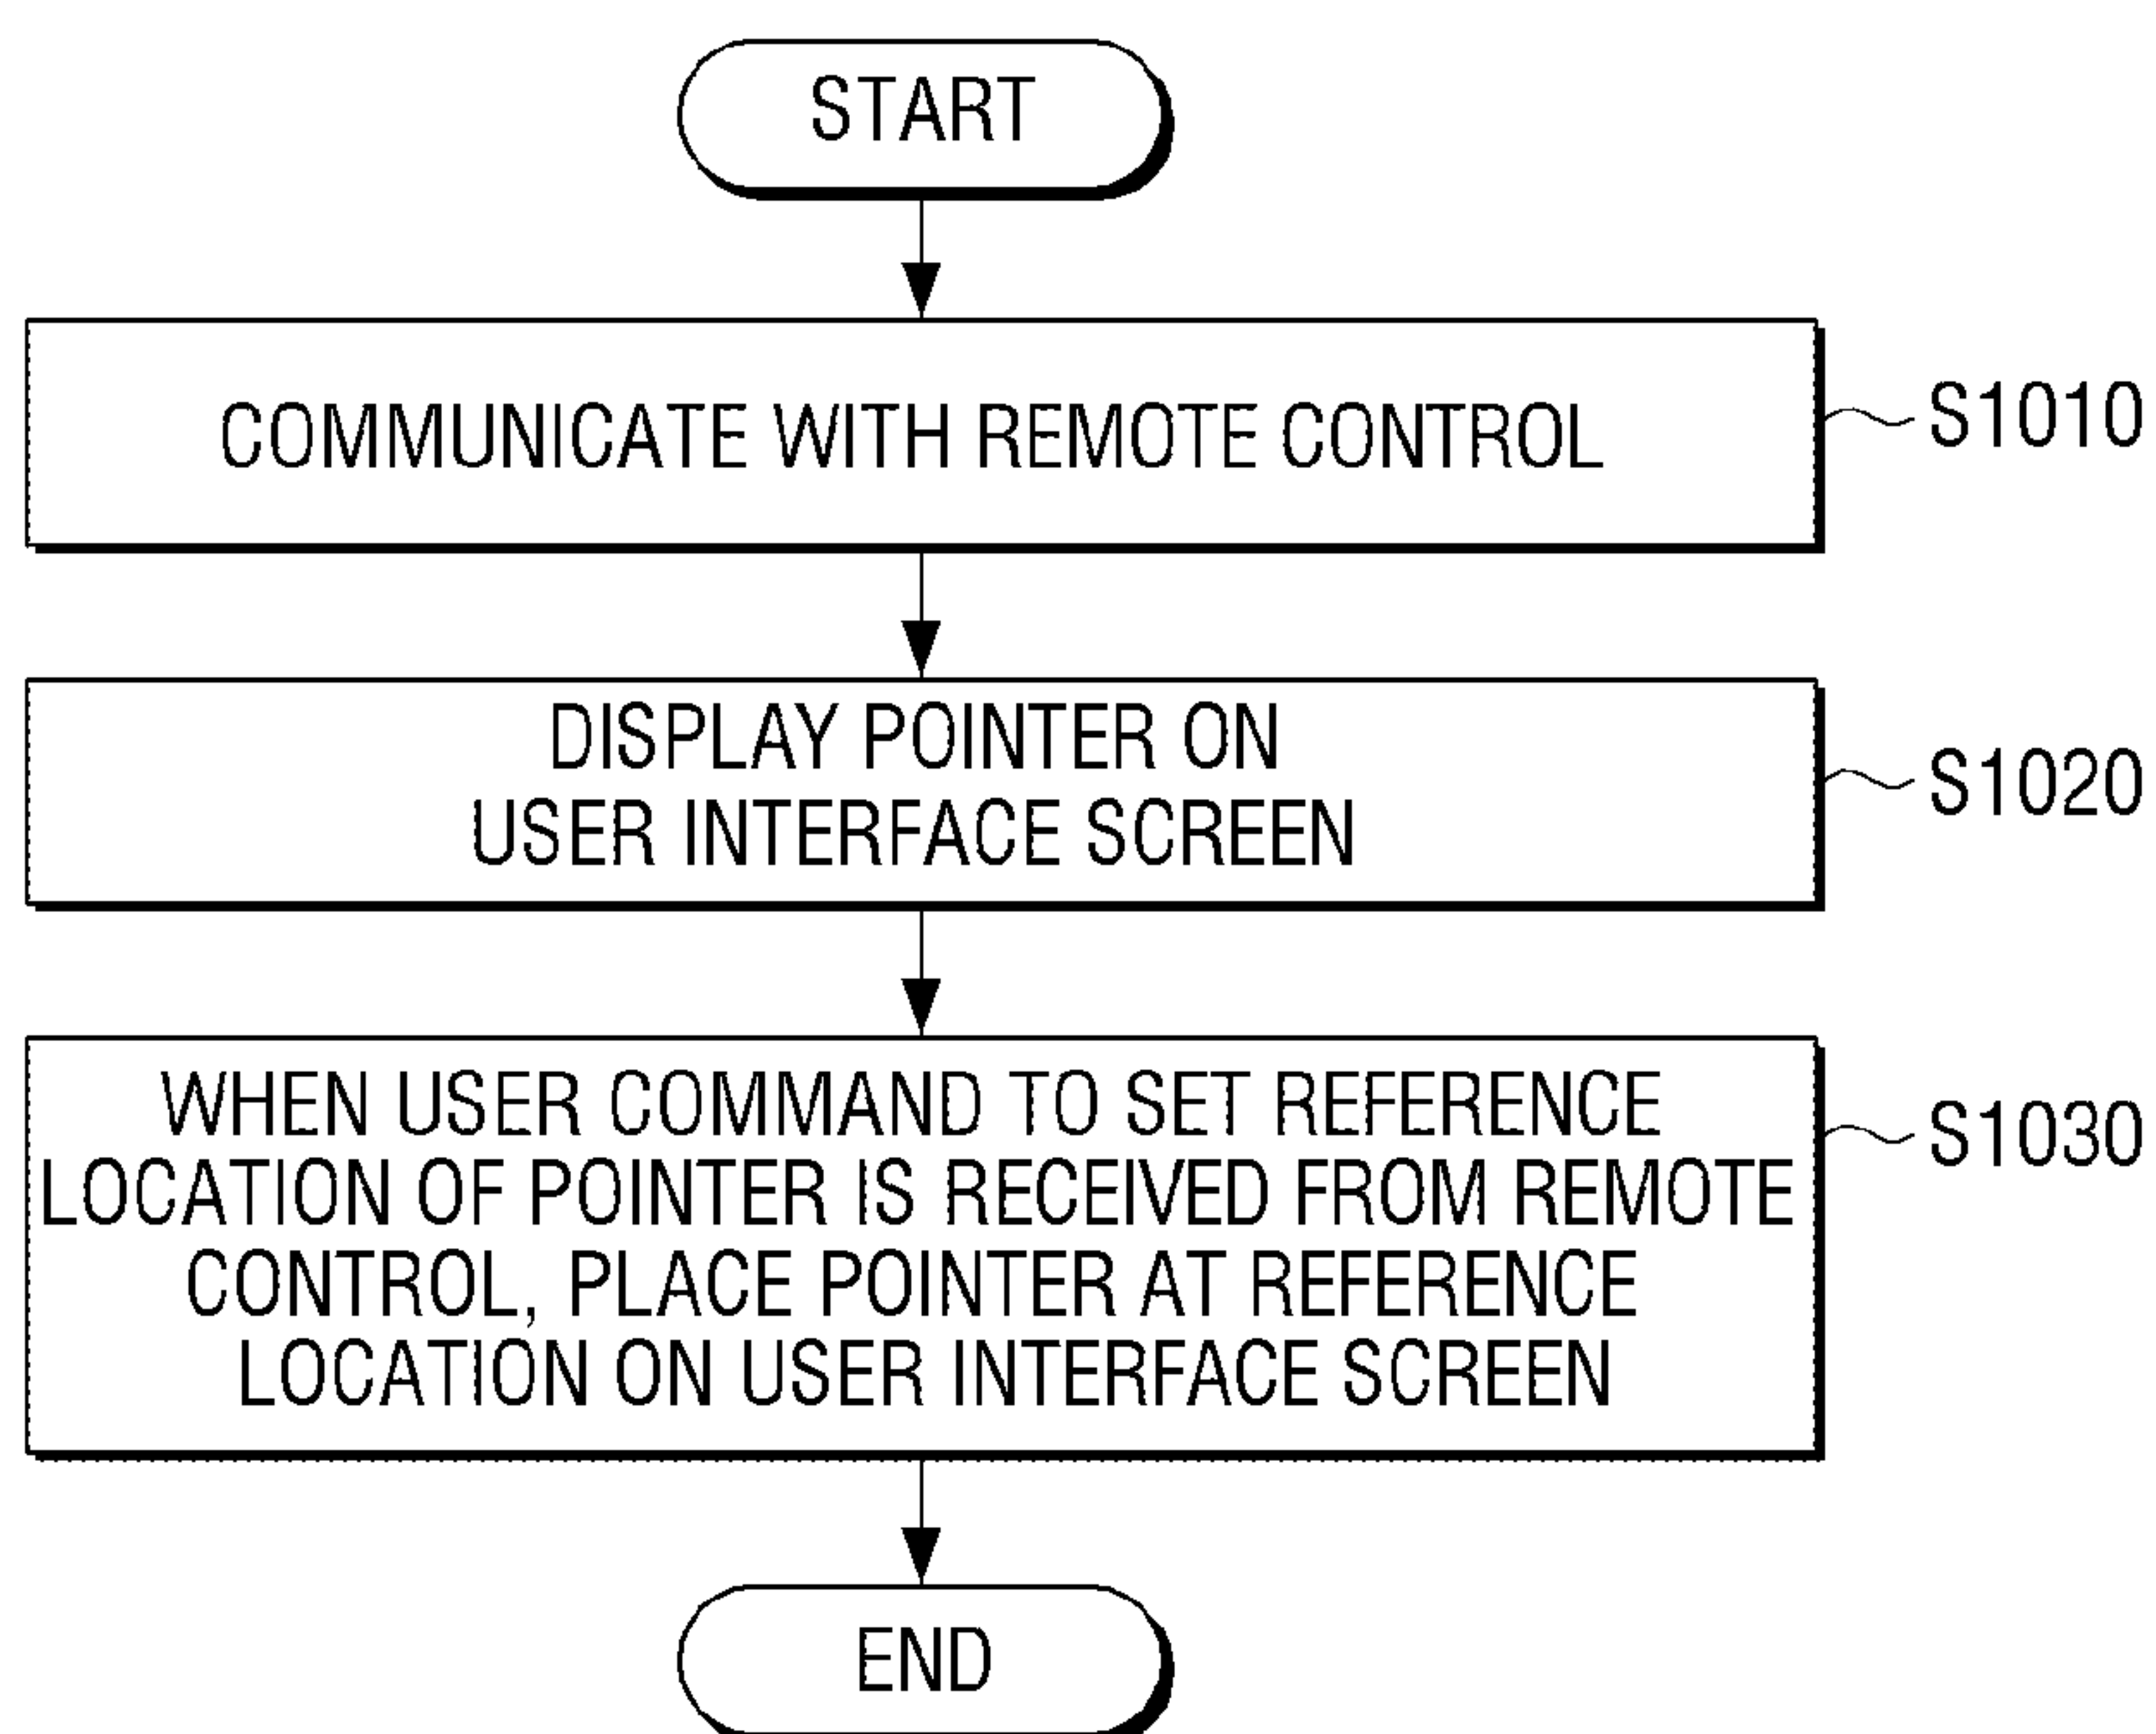 START
COMMUNICATE WITH REMOTE CONTROL
S1010
DISPLAY POINTER ON
USER INTERFACE SCREEN
S1020
WHEN USER COMMAND TO SET REFERENCE
LOCATION OF POINTER IS RECEIVED FROM REMOTE
CONTROL, PLACE POINTER AT REFERENCE
LOCATION ON USER INTERFACE SCREEN
S1030
END